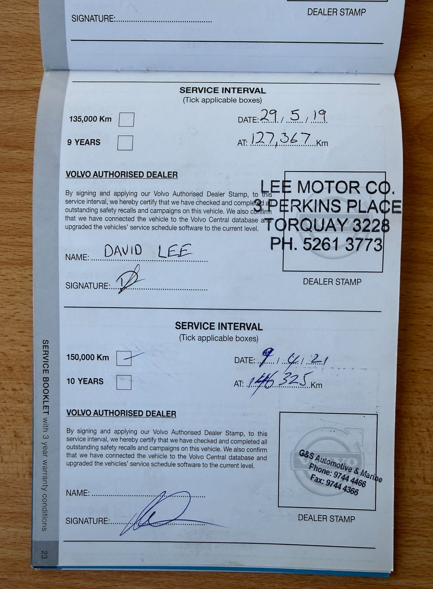 SIGNATURE:
DEALER STAMP
SERVICE INTERVAL
(Tick applicable boxes)
135,000 Km
DATE: 29, 5, 19
9 YEARS
AT: 127,367 Km
VOLVO AUTHORISED DEALER
By signing and applying our Volvo Authorised Dealer Stamp, to this
service interval, we hereby certify that we have checked and completed all
outstanding safety recalls and campaigns on this vehicle. We also confirm
that we have connected the vehicle to the Volvo Central database and
upgraded the vehicles' service schedule software to the current level.
LEE MOTOR CO.
3 PERKINS PLACE
TORQUAY 3228
PH. 5261 3773
NAME: DAVID LEE
SIGNATURE:
DEALER STAMP
SERVICE INTERVAL
(Tick applicable boxes)
150,000 Km
DATE: 9, 4, 21
10 YEARS
AT: 146 325 Km
VOLVO AUTHORISED DEALER
By signing and applying our Volvo Authorised Dealer Stamp, to this
service interval, we hereby certify that we have checked and completed all
outstanding safety recalls and campaigns on this vehicle. We also confirm
that we have connected the vehicle to the Volvo Central database and
upgraded the vehicles' service schedule software to the current level.
VOLVO
G&S Automotive & Marine
Phone: 9744 4466
Fax: 9744 4366
NAME:
SIGNATURE:
DEALER STAMP
SERVICE BOOKLET with 3 year warranty conditions
23